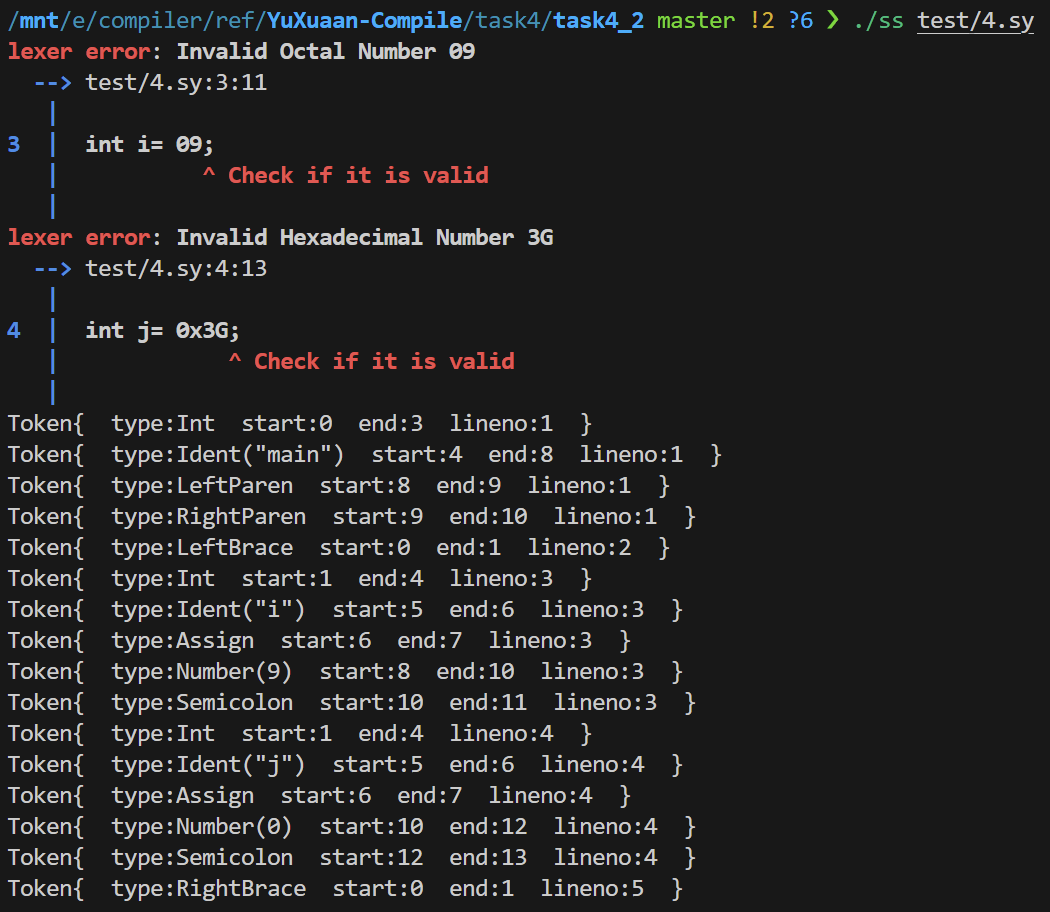 /mnt/e/compiler/ref/YuXuaan-Compile/task4/task4_2 master !2 ?6 ❯ ./ss test/4.sy
lexer error: Invalid Octal Number 09
  --> test/4.sy:3:11
   |
3  |  int i= 09;
   |           ^ Check if it is valid
   |
lexer error: Invalid Hexadecimal Number 3G
  --> test/4.sy:4:13
   |
4  |  int j= 0x3G;
   |             ^ Check if it is valid
   |
Token{  type:Int  start:0  end:3  lineno:1  }
Token{  type:Ident("main")  start:4  end:8  lineno:1  }
Token{  type:LeftParen  start:8  end:9  lineno:1  }
Token{  type:RightParen  start:9  end:10  lineno:1  }
Token{  type:LeftBrace  start:0  end:1  lineno:2  }
Token{  type:Int  start:1  end:4  lineno:3  }
Token{  type:Ident("i")  start:5  end:6  lineno:3  }
Token{  type:Assign  start:6  end:7  lineno:3  }
Token{  type:Number(9)  start:8  end:10  lineno:3  }
Token{  type:Semicolon  start:10  end:11  lineno:3  }
Token{  type:Int  start:1  end:4  lineno:4  }
Token{  type:Ident("j")  start:5  end:6  lineno:4  }
Token{  type:Assign  start:6  end:7  lineno:4  }
Token{  type:Number(0)  start:10  end:12  lineno:4  }
Token{  type:Semicolon  start:12  end:13  lineno:4  }
Token{  type:RightBrace  start:0  end:1  lineno:5  }